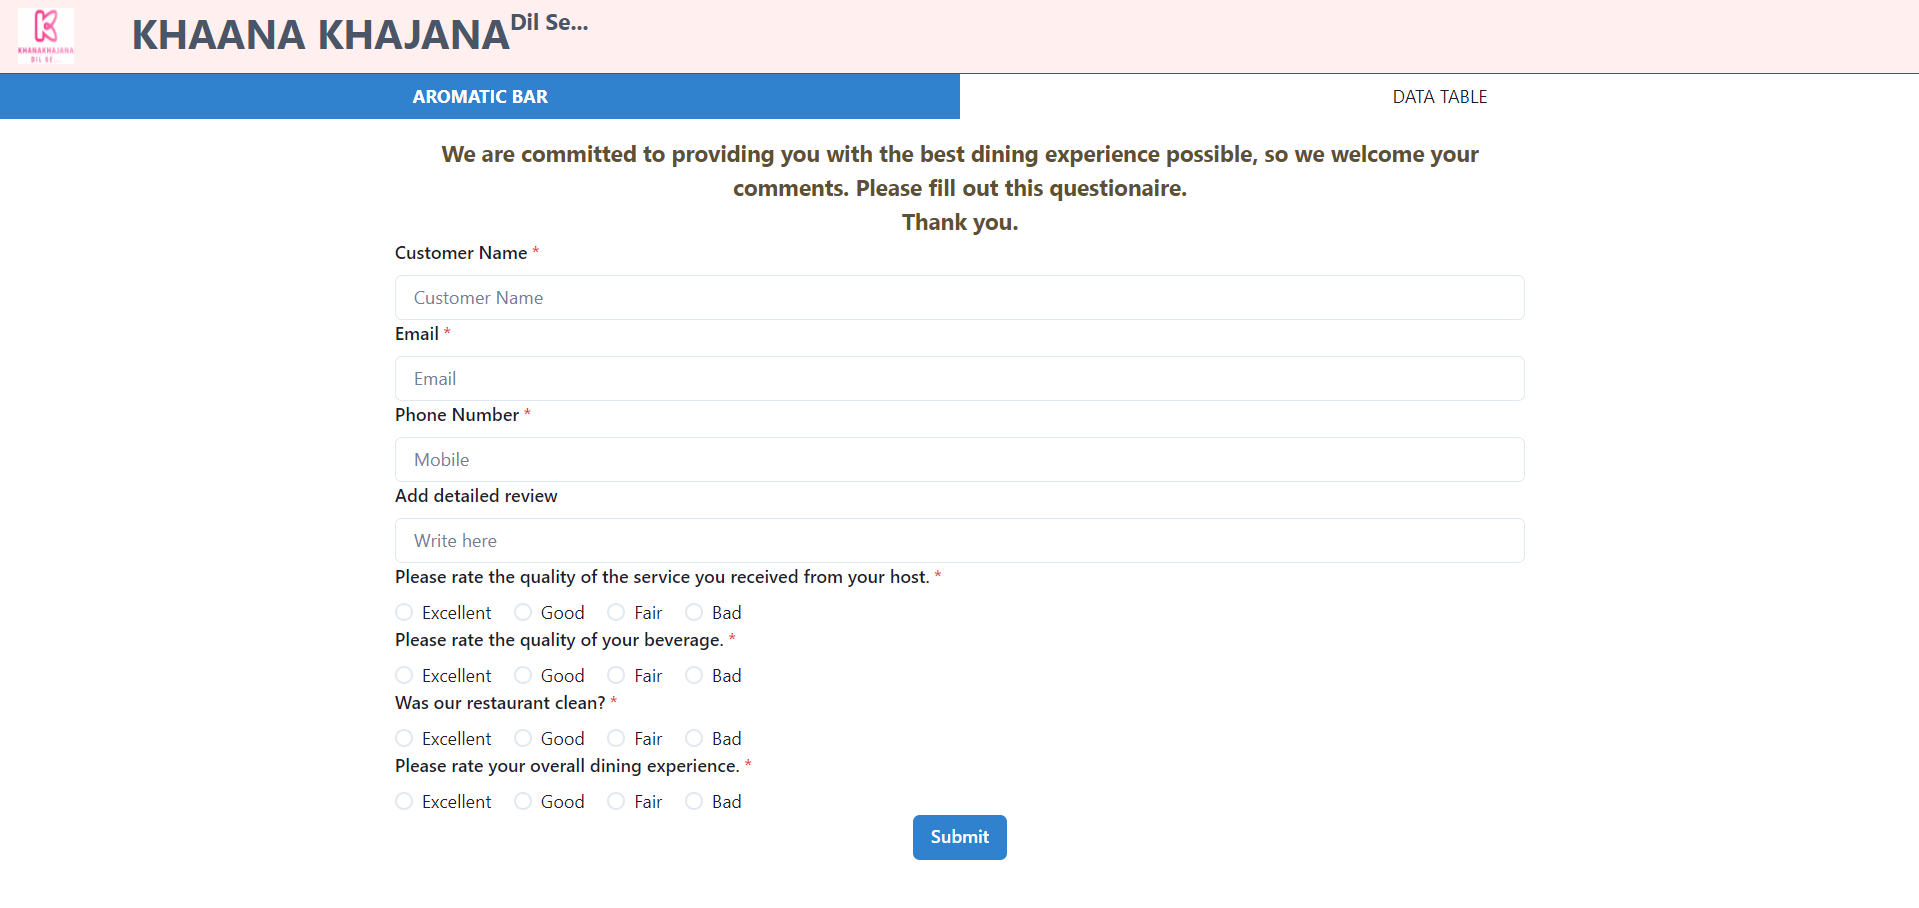 KHANAKHAJANA
DIL SE...
KHAANA KHAJANA Dil Se...
AROMATIC BAR
DATA TABLE
We are committed to providing you with the best dining experience possible, so we welcome your
comments. Please fill out this questionaire.
Thank you.
Customer Name *
Customer Name
Email *
Email
Phone Number *
Mobile
Add detailed review
Write here
Please rate the quality of the service you received from your host. *
Excellent Good Fair Bad
Please rate the quality of your beverage. *
Excellent Good Fair Bad
Was our restaurant clean? *
Excellent Good Fair Bad
Please rate your overall dining experience. *
Excellent Good Fair Bad
Submit